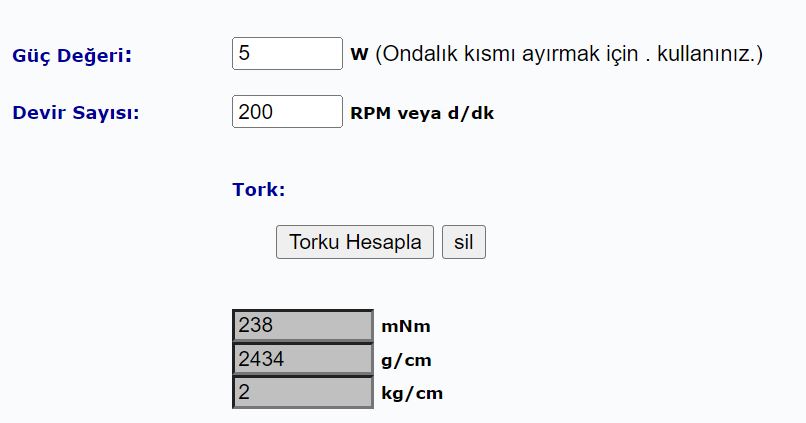 Güç Değeri: 5 W (Ondalık kısmı ayırmak için . kullanınız.)
Devir Sayısı: 200 RPM veya d/dk
Tork:
Torku Hesapla sil
238 mNm
2434 g/cm
2 kg/cm